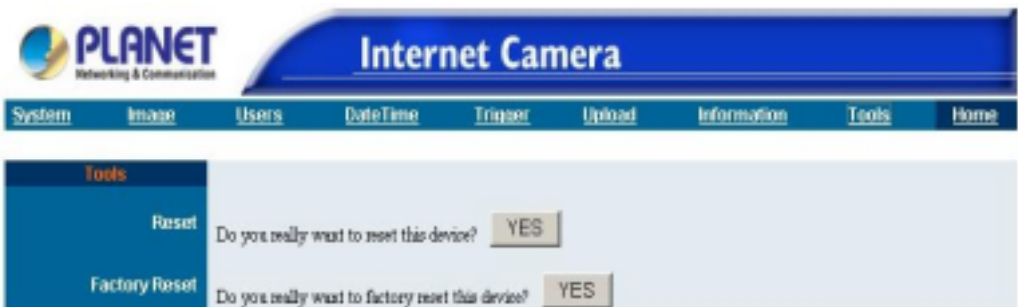 PLANET
Networking & Communication
Internet Camera
System Image Users DateTime Trigger Upload Information Tools Home
Tools
Reset Do you really want to reset this device? YES
Factory Reset Do you really want to factory reset this device? YES